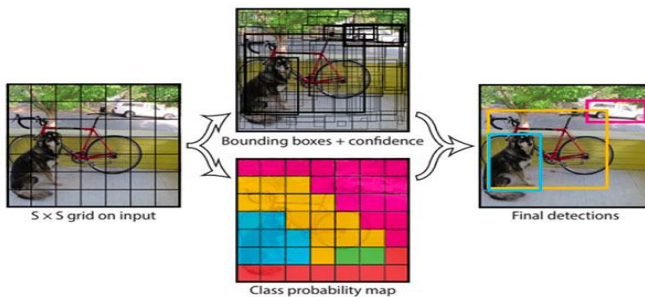 S × S grid on input
Bounding boxes + confidence
Class probability map
Final detections